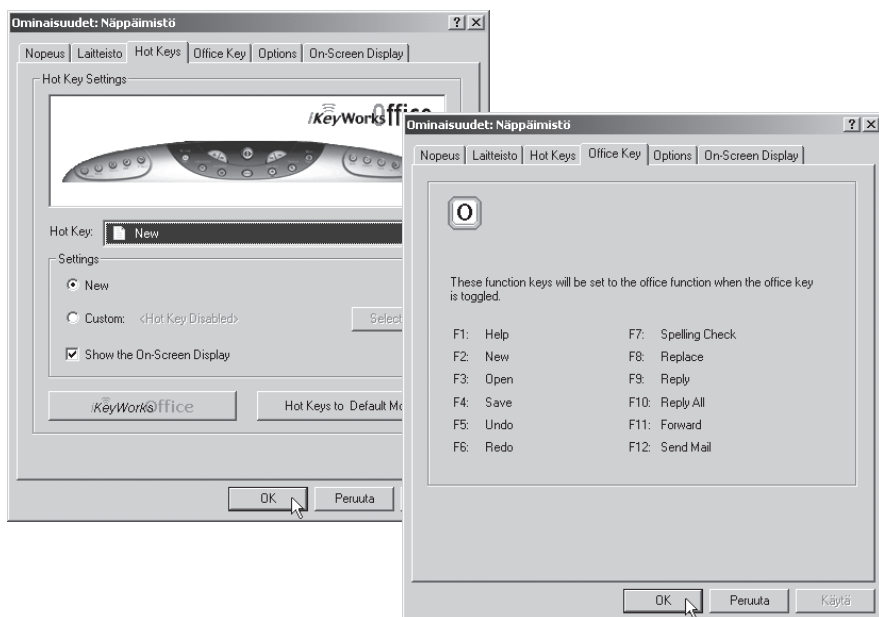 Ominaisuudet: Näppäimistö
Nopeus Laitteisto Hot Keys Office Key Options On-Screen Display
Hot Key Settings
iKeyWorks Office
Hot Key: New
Settings
New
Custom: <Hot Key Disabled> Select
Show the On-Screen Display
iKeyWorks Office Hot Keys to Default Mo
OK Peruuta
Ominaisuudet: Näppäimistö
Nopeus Laitteisto Hot Keys Office Key Options On-Screen Display
O
These function keys will be set to the office function when the office key
is toggled.
F1: Help F7: Spelling Check
F2: New F8: Replace
F3: Open F9: Reply
F4: Save F10: Reply All
F5: Undo F11: Forward
F6: Redo F12: Send Mail
OK Peruuta Käytä